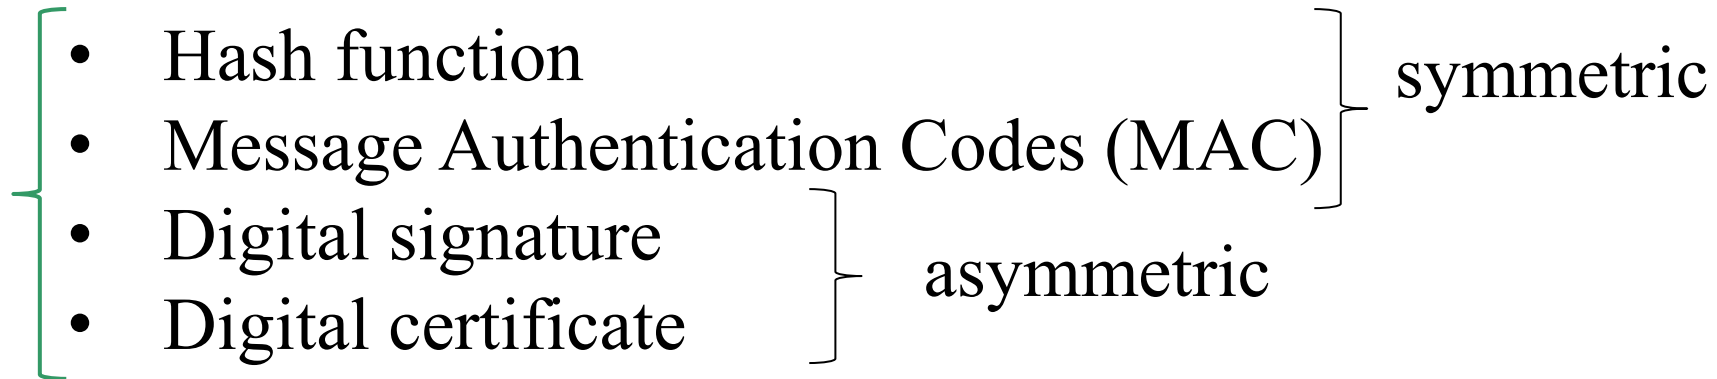 • Hash function
• Message Authentication Codes (MAC)
symmetric
• Digital signature
• Digital certificate
asymmetric